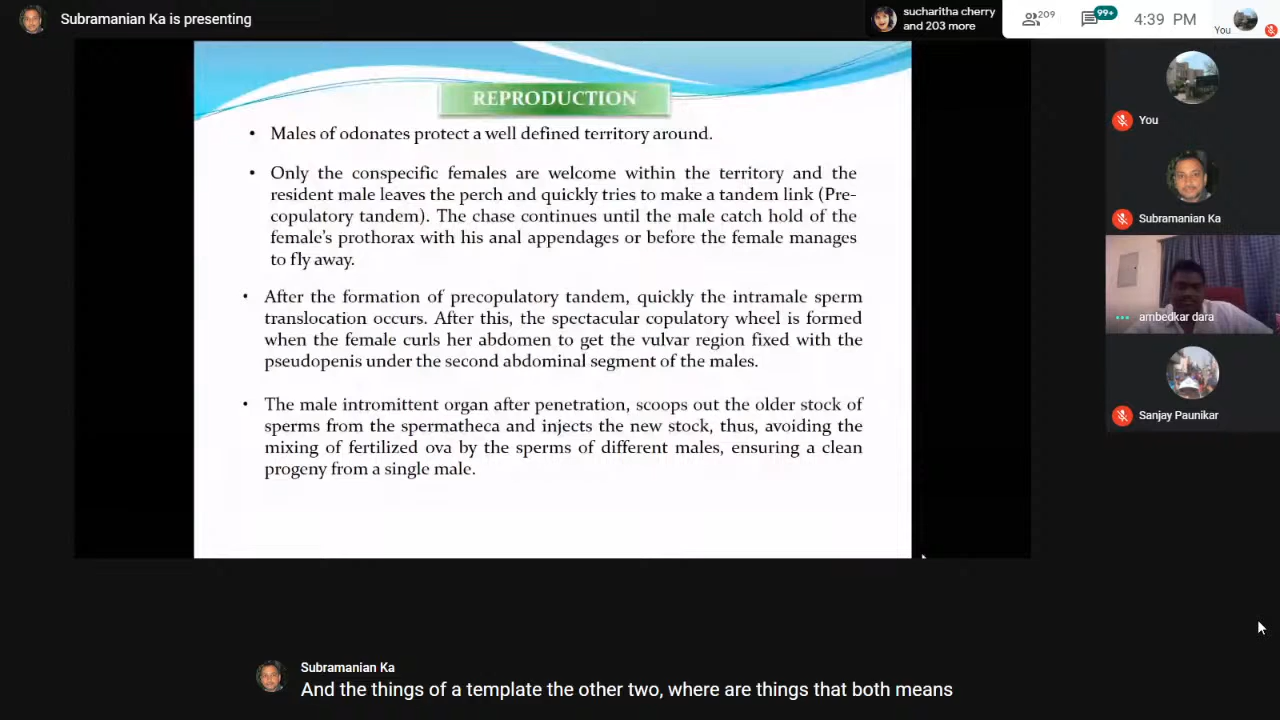 Subramanian Ka is presenting
sucharitha cherry
and 203 more
209
99+
4:39 PM
You
REPRODUCTION
• Males of odonates protect a well defined territory around.
• Only the conspecific females are welcome within the territory and the
resident male leaves the perch and quickly tries to make a tandem link (Pre-
copulatory tandem). The chase continues until the male catch hold of the
female's prothorax with his anal appendages or before the female manages
to fly away.
• After the formation of precopulatory tandem, quickly the intramale sperm
translocation occurs. After this, the spectacular copulatory wheel is formed
when the female curls her abdomen to get the vulvar region fixed with the
pseudopenis under the second abdominal segment of the males.
• The male intromittent organ after penetration, scoops out the older stock of
sperms from the spermatheca and injects the new stock, thus, avoiding the
mixing of fertilized ova by the sperms of different males, ensuring a clean
progeny from a single male.
You
Subramanian Ka
ambedkar dara
Sanjay Paunikar
Subramanian Ka
And the things of a template the other two, where are things that both means